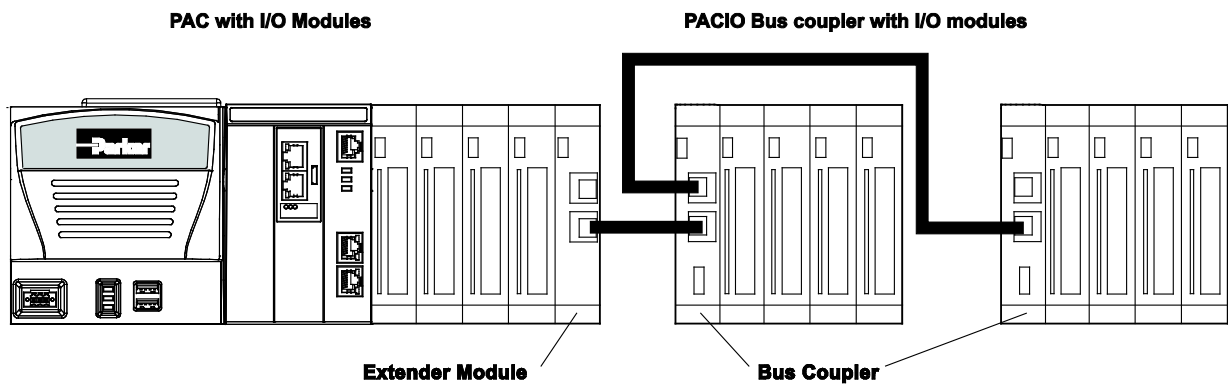 PAC with I/O Modules
PACIO Bus coupler with I/O modules
Parker
Extender Module
Bus Coupler